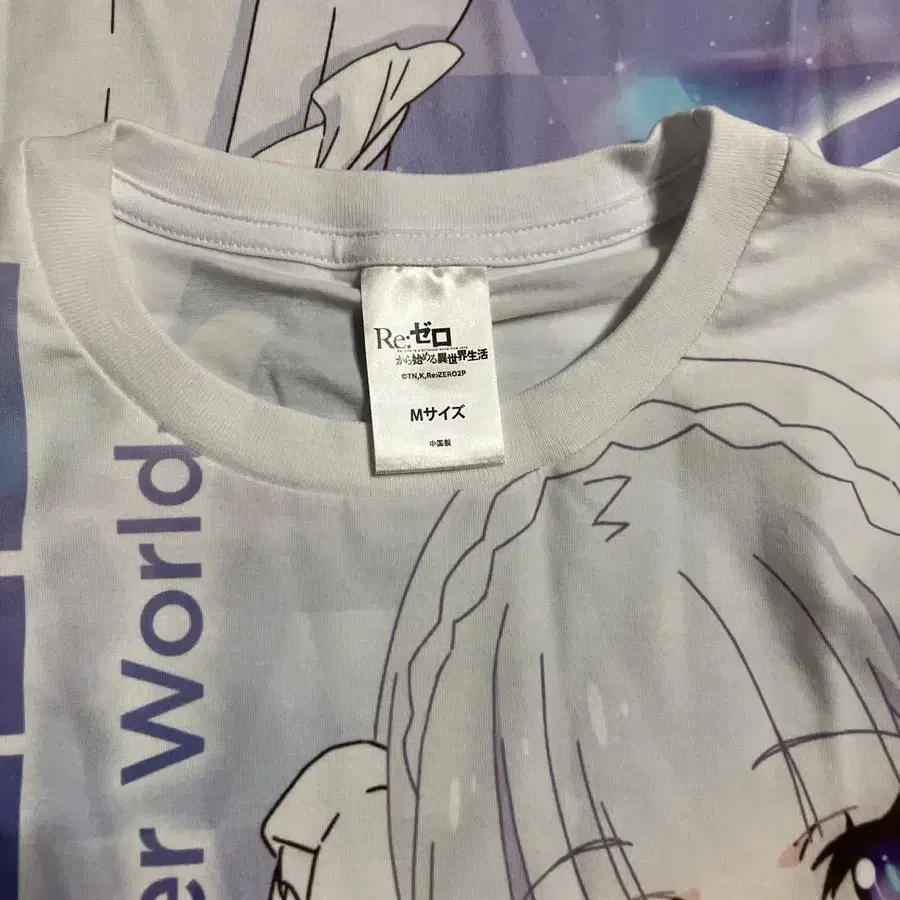 Re:ゼロ
から始める異世界生活
©TN,K,Re:ZERO2P
Mサイズ
中国製
er World